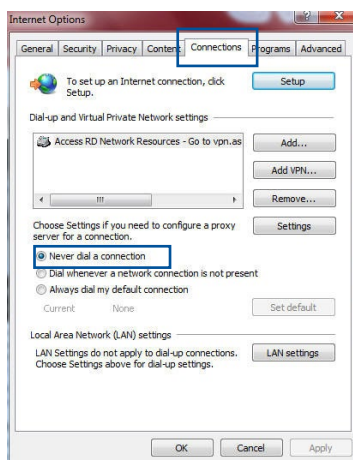 Internet Options
General Security Privacy Content Connections Programs Advanced
To set up an Internet connection, click
Setup.
Setup
Dial-up and Virtual Private Network settings
Access RD Network Resources - Go to vpn.as
Add...
Add VPN...
Remove...
Choose Settings if you need to configure a proxy
server for a connection.
Settings
Never dial a connection
Dial whenever a network connection is not present
Always dial my default connection
Current None
Set default
Local Area Network (LAN) settings
LAN Settings do not apply to dial-up connections.
Choose Settings above for dial-up settings.
LAN settings
OK Cancel Apply